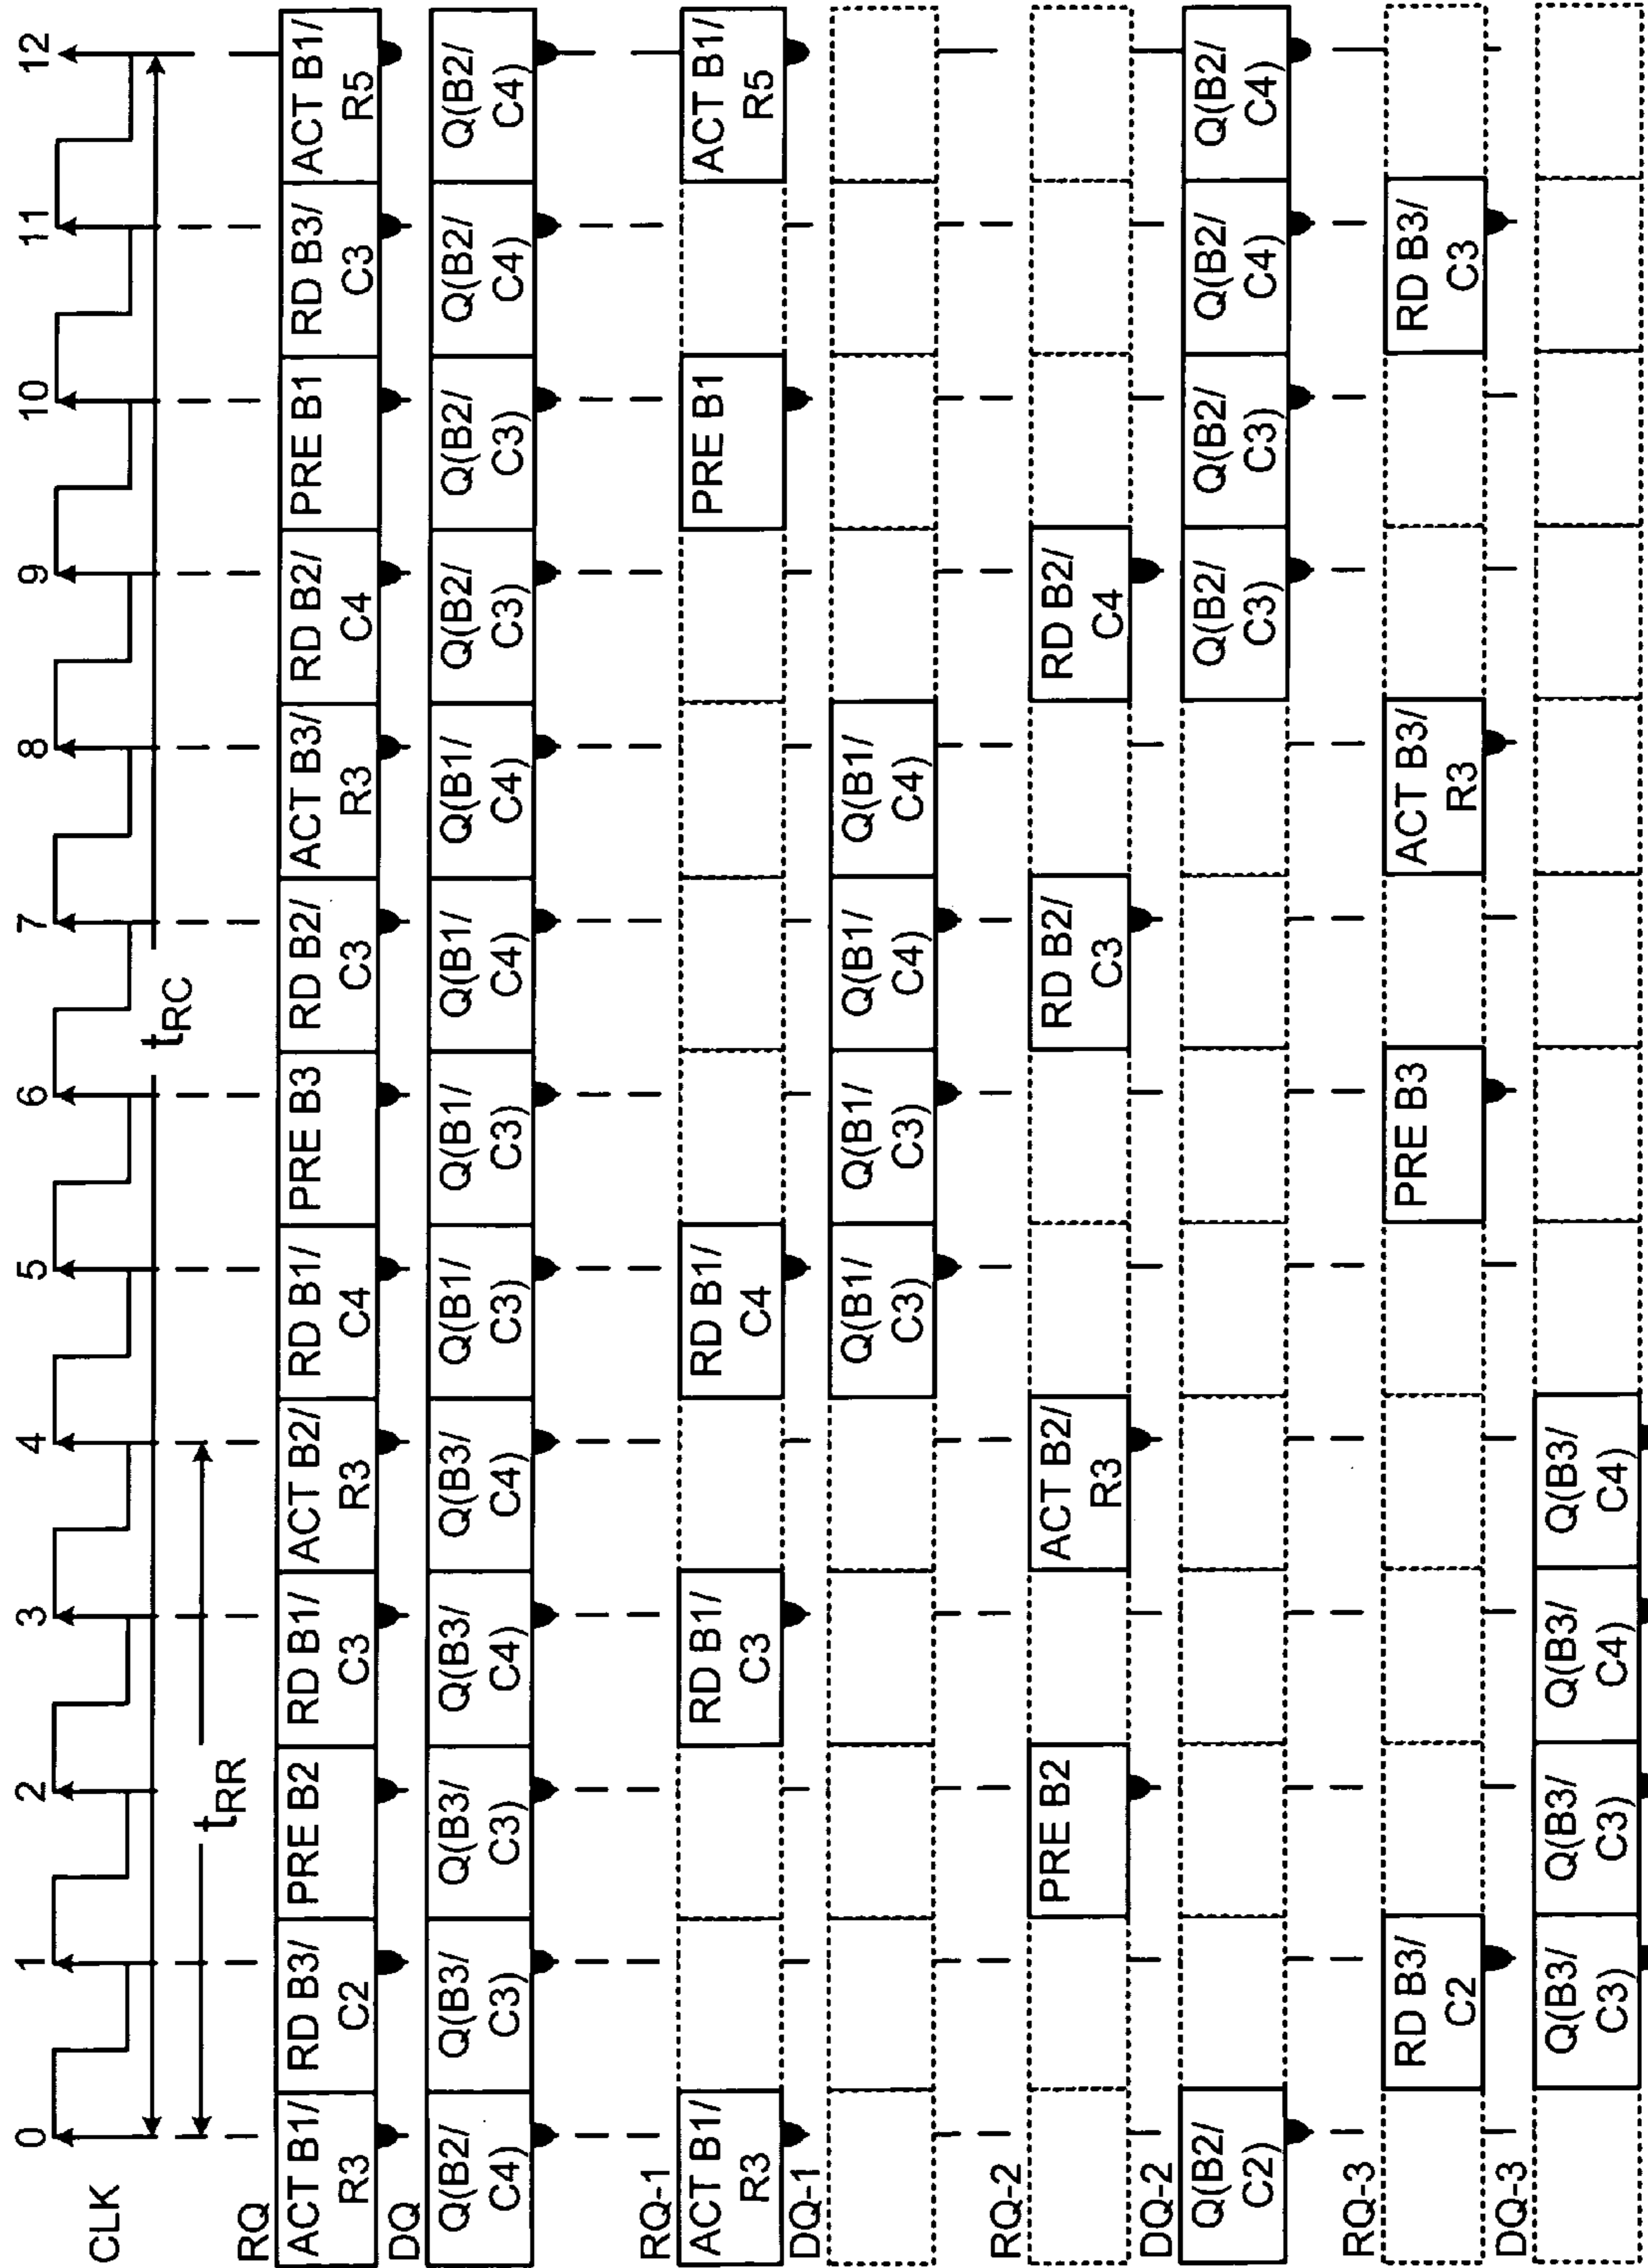 CLK
0 1 2 3 4 5 6 7 8 9 10 11 12
tRC
tRR
RQ
ACT B1/ RD B3/ PRE B2 RD B1/ ACT B2/ RD B1/ PRE B3 RD B2/ ACT B3/ RD B2/ PRE B1 RD B3/ ACT B1/
R3 C2 C3 R3 C4 C3 R3 C4 C3 R5
DQ
Q(B2/ Q(B3/ Q(B3/ Q(B3/ Q(B3/ Q(B1/ Q(B1/ Q(B1/ Q(B1/ Q(B2/ Q(B2/ Q(B2/ Q(B2/
C4) C3) C3) C4) C4) C3) C3) C4) C4) C3) C3) C4) C4)
RQ-1
ACT B1/ RD B1/ RD B1/ PRE B1 ACT B1/
R3 C3 C4 R5
DQ-1
Q(B1/ Q(B1/ Q(B1/ Q(B1/
C3) C3) C4) C4)
RQ-2
PRE B2 ACT B2/ RD B2/ RD B2/
R3 C3 C4
DQ-2
Q(B2/ Q(B2/ Q(B2/ Q(B2/ Q(B2/
C2) C3) C3) C4) C4)
RQ-3
RD B3/ PRE B3 ACT B3/ RD B3/
C2 R3 C3
DQ-3
Q(B3/ Q(B3/ Q(B3/ Q(B3/
C3) C3) C4) C4)